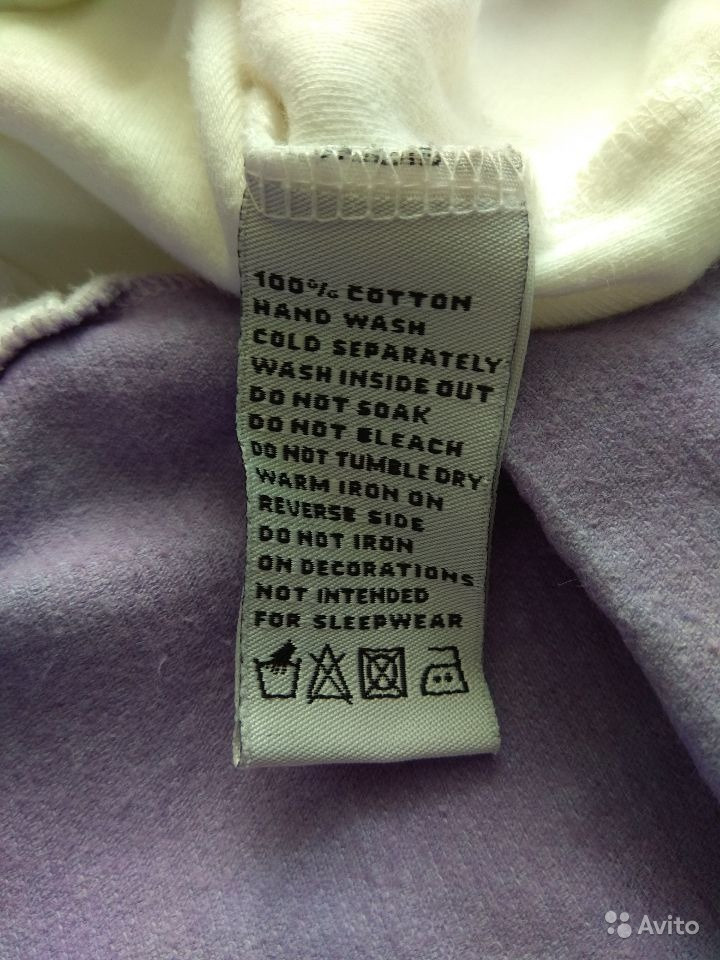 100% COTTON
HAND WASH
COLD SEPARATELY
WASH INSIDE OUT
DO NOT SOAK
DO NOT BLEACH
DO NOT TUMBLE DRY
WARM IRON ON
REVERSE SIDE
DO NOT IRON
ON DECORATIONS
NOT INTENDED
FOR SLEEPWEAR
Avito